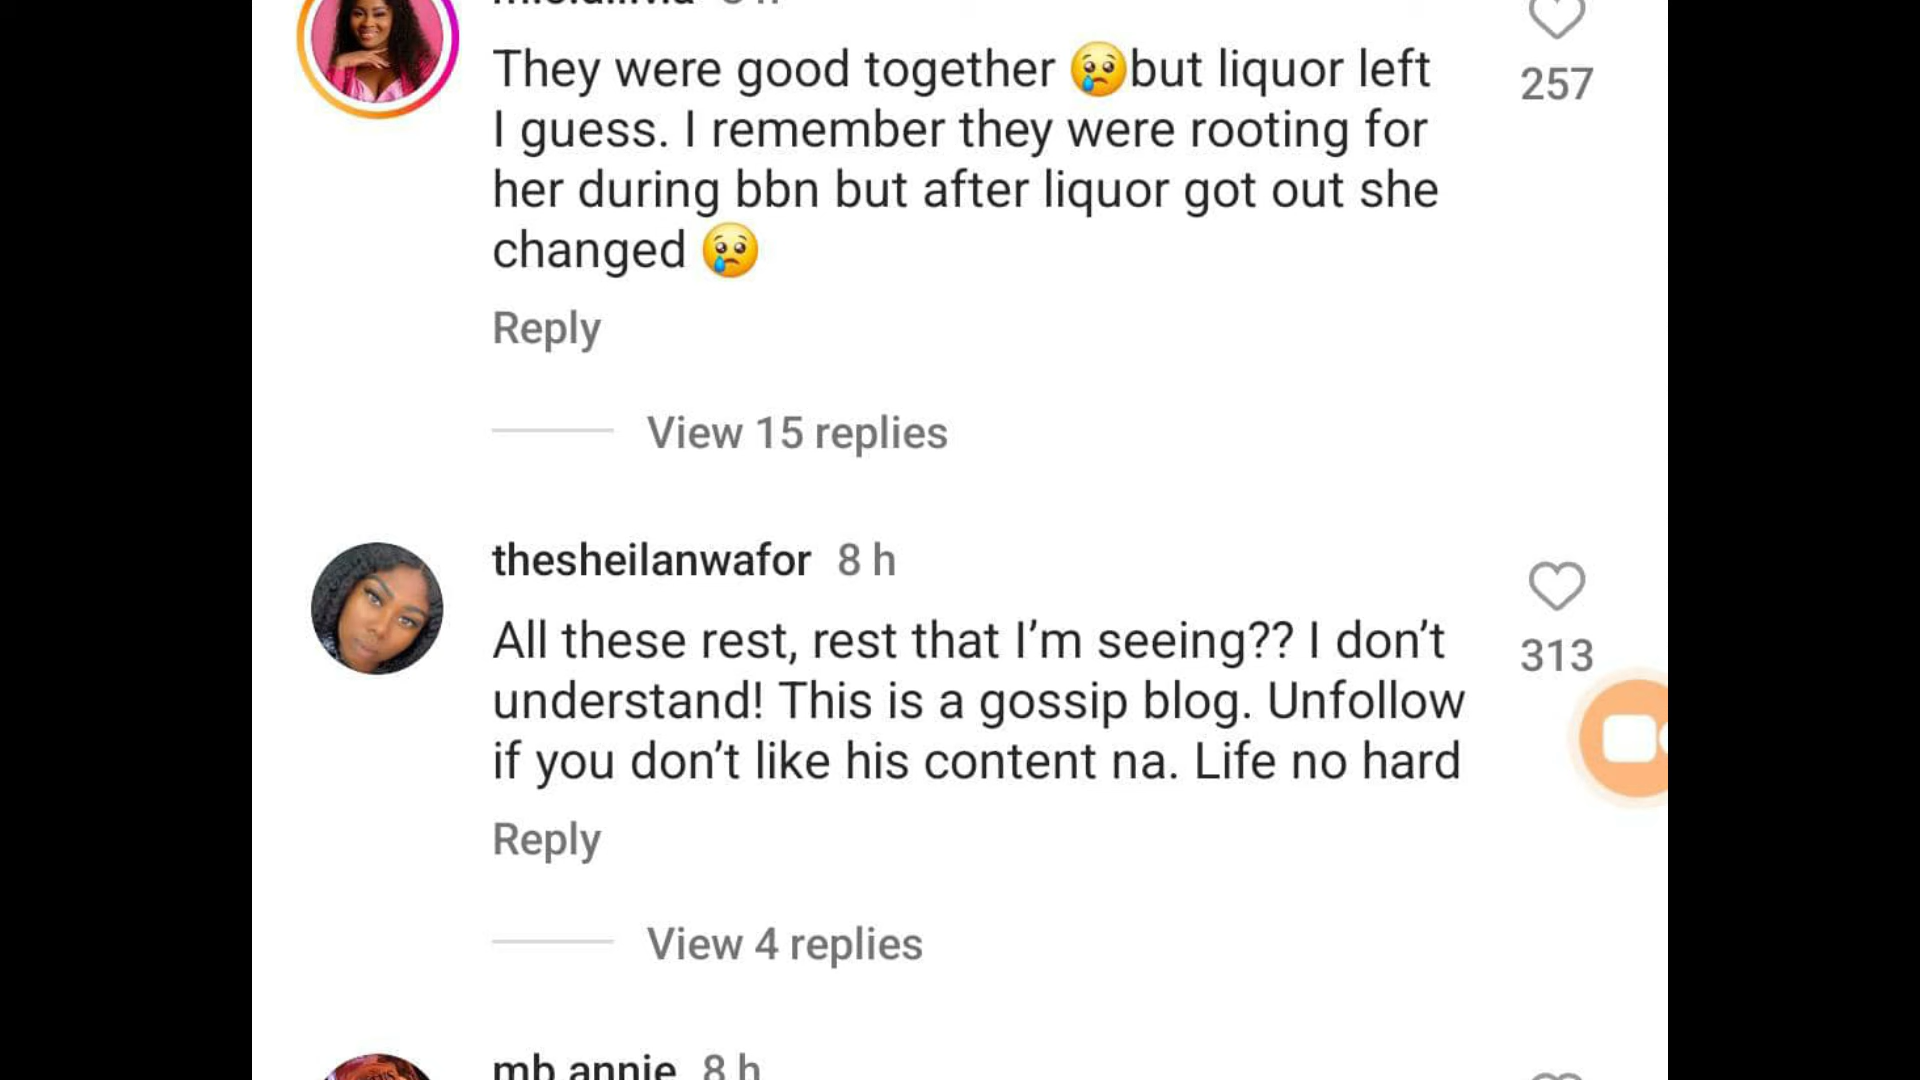 They were good together 😢but liquor left
I guess. I remember they were rooting for
her during bbn but after liquor got out she
changed 😢
257
Reply
View 15 replies
thesheilanwafor 8 h
All these rest, rest that I’m seeing?? I don’t
understand! This is a gossip blog. Unfollow
if you don’t like his content na. Life no hard
313
Reply
View 4 replies
mb annie 8 h